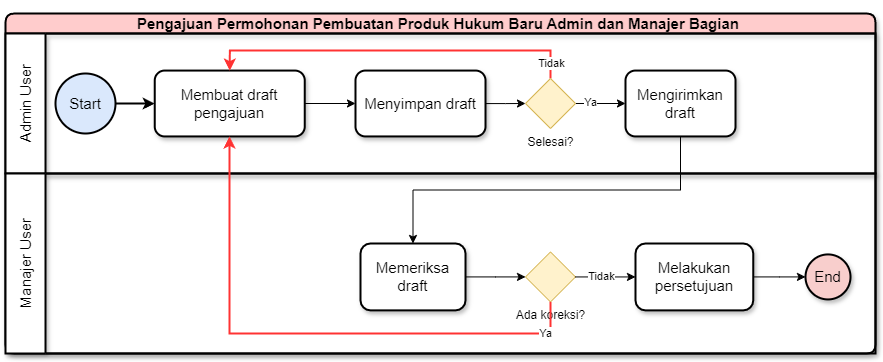 Pengajuan Permohonan Pembuatan Produk Hukum Baru Admin dan Manajer Bagian
Admin User
Start
Membuat draft
pengajuan
Menyimpan draft
Tidak
Selesai?
Ya
Mengirimkan
draft
Manajer User
Memeriksa
draft
Ada koreksi?
Ya
Tidak
Melakukan
persetujuan
End